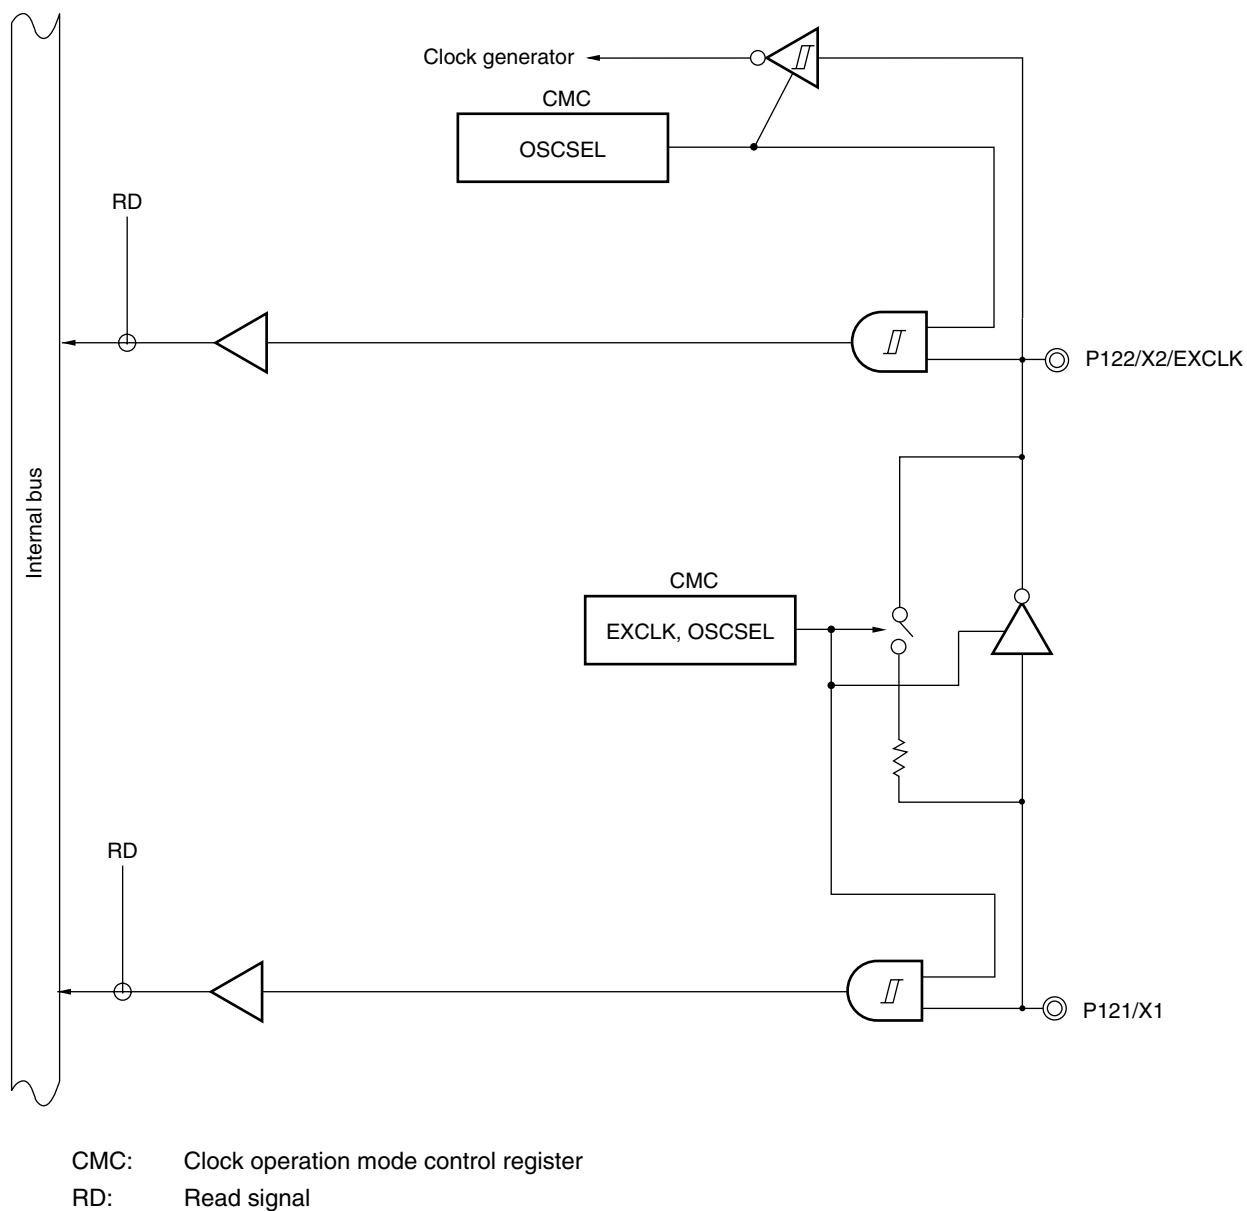 Clock generator
CMC
OSCSEL
RD
P122/X2/EXCLK
Internal bus
CMC
EXCLK, OSCSEL
RD
P121/X1
CMC: Clock operation mode control register
RD: Read signal